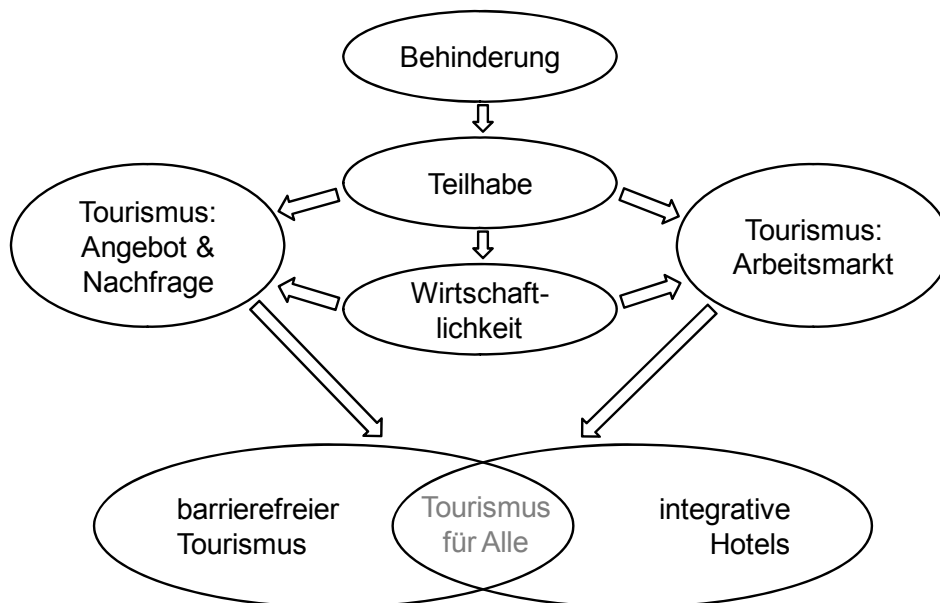 Behinderung
Teilhabe
Tourismus:
Angebot &
Nachfrage
Tourismus:
Arbeitsmarkt
Wirtschaft-
lichkeit
barrierefreier
Tourismus
Tourismus
für Alle
integrative
Hotels